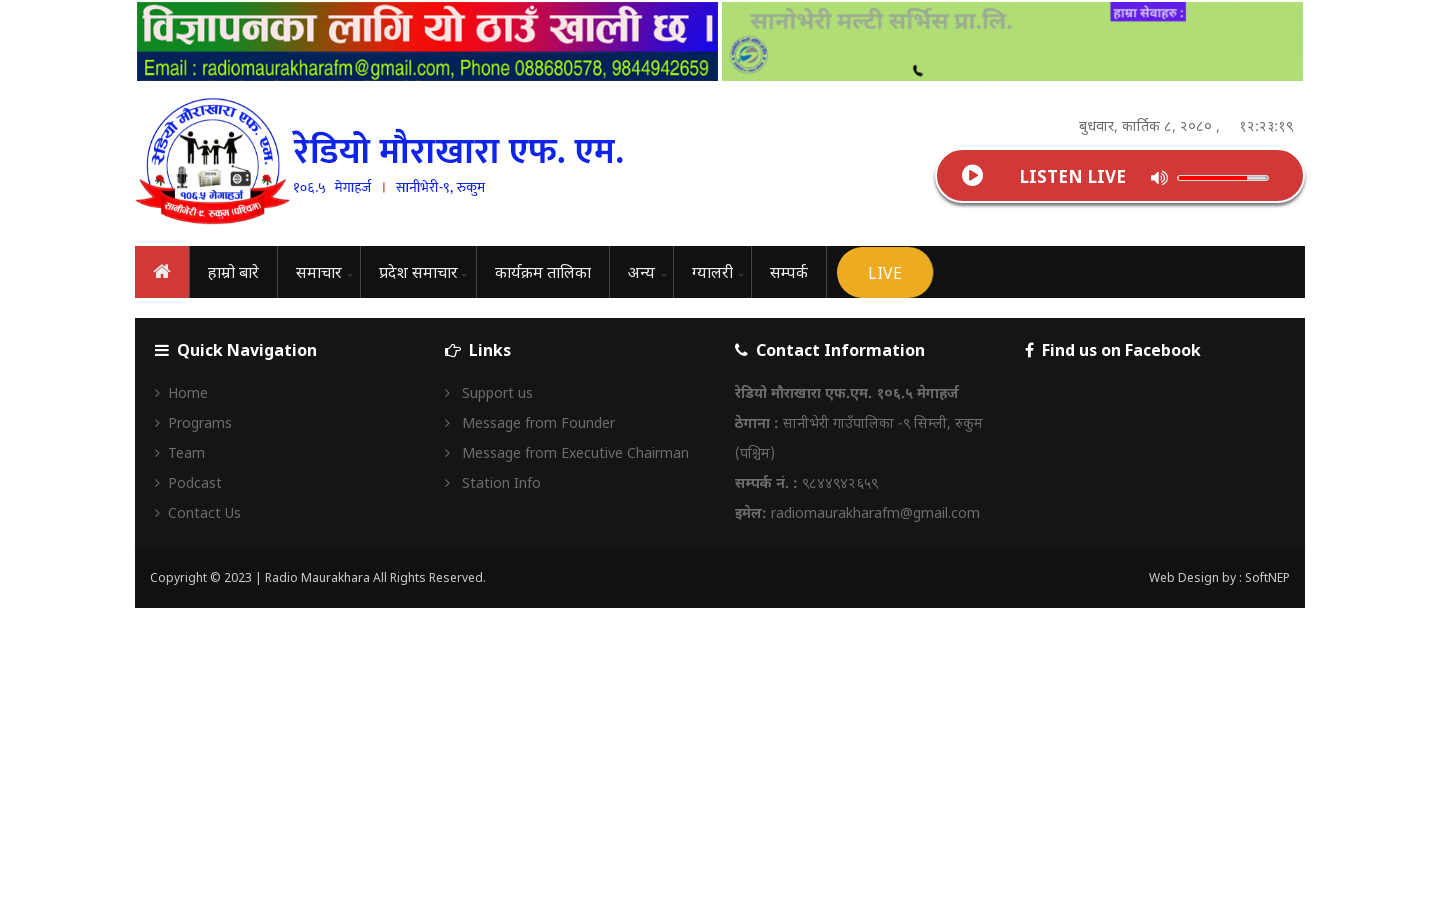 विज्ञापनका लागि यो ठाउँ खाली छ ।
Email : radiomaurakharafm@gmail.com, Phone 088680578, 9844942659
सानोभेरी मल्टी सर्भिस प्रा.लि.
हाम्रा सेवाहरु :
रेडियो मौराखारा एफ. एम.
१०६.५ मेगाहर्ज
सानीभेरी-९, रुकुम (पश्चिम)
रेडियो मौराखारा एफ. एम.
१०६.५ मेगाहर्ज । सानीभेरी-९, रुकुम
बुधवार, कार्तिक ८, २०८० , १२:२३:१९
LISTEN LIVE
हाम्रो बारे
समाचार
प्रदेश समाचार
कार्यक्रम तालिका
अन्य
ग्यालरी
सम्पर्क
LIVE
Quick Navigation
Home
Programs
Team
Podcast
Contact Us
Links
Support us
Message from Founder
Message from Executive Chairman
Station Info
Contact Information
रेडियो मौराखारा एफ.एम. १०६.५ मेगाहर्ज
ठेगाना : सानीभेरी गाउँपालिका -९ सिम्ली, रुकुम
(पश्चिम)
सम्पर्क नं. : ९८४४९४२६५९
इमेल: radiomaurakharafm@gmail.com
Find us on Facebook
Copyright © 2023 | Radio Maurakhara All Rights Reserved.
Web Design by : SoftNEP